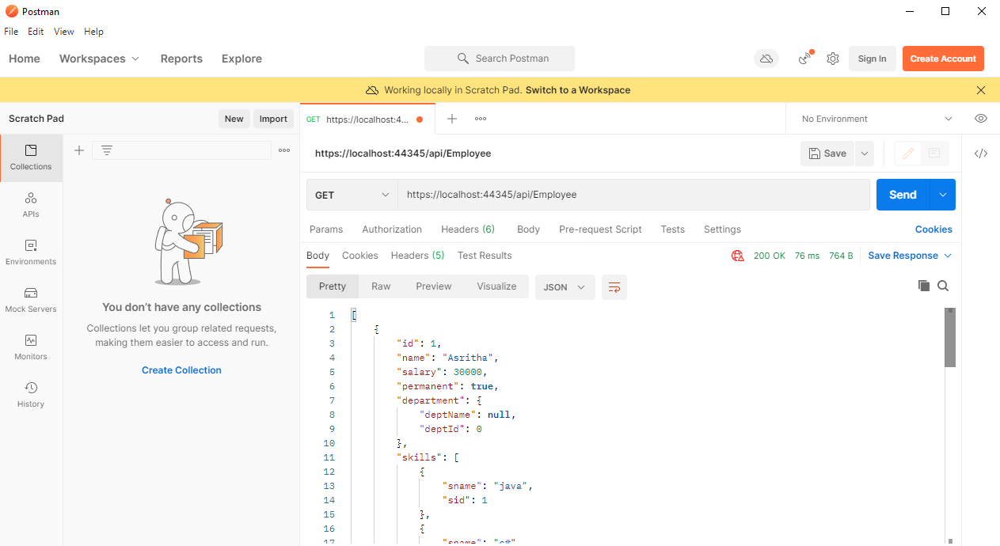 Postman
File Edit View Help
Home Workspaces Reports Explore
Search Postman
Sign In
Create Account
Working locally in Scratch Pad. Switch to a Workspace
Scratch Pad
New
Import
GET https://localhost:4...
No Environment
Collections
APIs
Environments
Mock Servers
Monitors
History
You don't have any collections
Collections let you group related requests,
making them easier to access and run.
Create Collection
https://localhost:44345/api/Employee
Save
</>
GET https://localhost:44345/api/Employee
Send
Params Authorization Headers (6) Body Pre-request Script Tests Settings Cookies
Body Cookies Headers (5) Test Results 200 OK 76 ms 764 B Save Response
Pretty Raw Preview Visualize JSON
1 [
2 {
3 "id": 1,
4 "name": "Asritha",
5 "salary": 30000,
6 "permanent": true,
7 "department": {
8 "deptName": null,
9 "deptId": 0
10 },
11 "skills": [
12 {
13 "sname": "java",
14 "sid": 1
15 },
16 {
17 "sname": "c#"